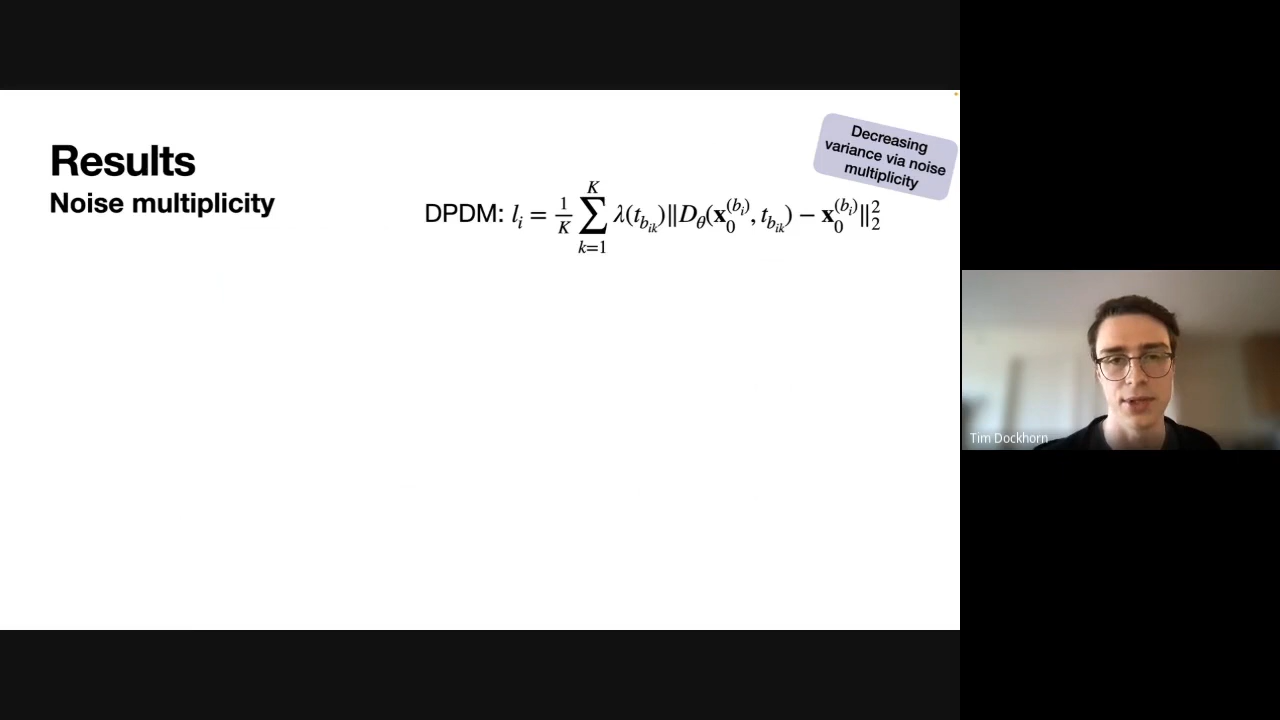 Results
Noise multiplicity
Decreasing
variance via noise
multiplicity
DPDM: $l_i = \frac{1}{K} \sum_{k=1}^{K} \lambda(t_{b_{ik}}) \| D_\theta(\mathbf{x}_0^{(b_i)}, t_{b_{ik}}) - \mathbf{x}_0^{(b_i)} \|_2^2$
Tim Dockhorn